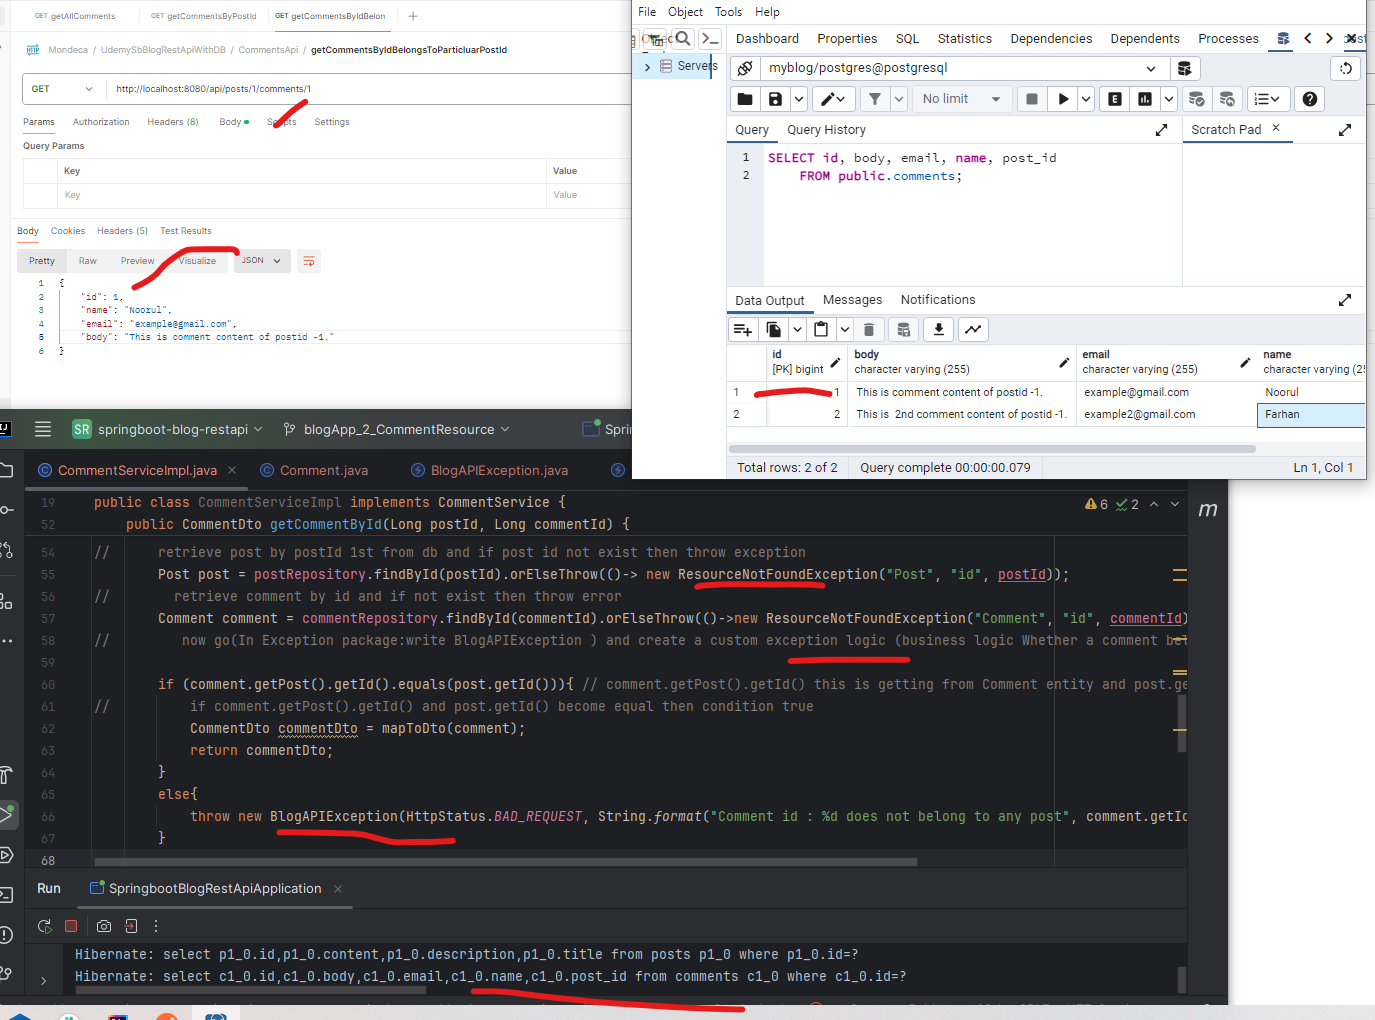 GET getAllComments
GET getCommentsByPostId
GET getCommentsByIdBelon
Mondeca / UdemySbBlogRestApiWithDB / CommentsApi / getCommentsByIdBelongsToParticluarPostId
GET
http://localhost:8080/api/posts/1/comments/1
Params Authorization Headers (8) Body Scripts Settings
Query Params
Key Value
Key Value
Body Cookies Headers (5) Test Results
Pretty Raw Preview Visualize JSON
1 {
2 "id": 1,
3 "name": "Noorul",
4 "email": "example@gmail.com",
5 "body": "This is comment content of postid -1."
6 }
File Object Tools Help
Dashboard Properties SQL Statistics Dependencies Dependents Processes
Servers
myblog/postgres@postgresql
No limit
Query Query History
Scratch Pad
1 SELECT id, body, email, name, post_id
2 FROM public.comments;
Data Output Messages Notifications
id body email name
[PK] bigint character varying (255) character varying (255) character varying (25
1 1 This is comment content of postid -1. example@gmail.com Noorul
2 2 This is 2nd comment content of postid -1. example2@gmail.com Farhan
Total rows: 2 of 2 Query complete 00:00:00.079 Ln 1, Col 1
SR springboot-blog-restapi blogApp_2_CommentResource Sprin
CommentServiceImpl.java Comment.java BlogAPIException.java
6 2
19 public class CommentServiceImpl implements CommentService {
52 public CommentDto getCommentById(Long postId, Long commentId) {
54 // retrieve post by postId 1st from db and if post id not exist then throw exception
55 Post post = postRepository.findById(postId).orElseThrow(()-> new ResourceNotFoundException("Post", "id", postId));
56 // retrieve comment by id and if not exist then throw error
57 Comment comment = commentRepository.findById(commentId).orElseThrow(()->new ResourceNotFoundException("Comment", "id", commentId)
58 // now go(In Exception package:write BlogAPIException ) and create a custom exception logic (business logic Whether a comment bel
59
60 if (comment.getPost().getId().equals(post.getId())){ // comment.getPost().getId() this is getting from Comment entity and post.ge
61 // if comment.getPost().getId() and post.getId() become equal then condition true
62 CommentDto commentDto = mapToDto(comment);
63 return commentDto;
64 }
65 else{
66 throw new BlogAPIException(HttpStatus.BAD_REQUEST, String.format("Comment id : %d does not belong to any post", comment.getId
67 }
68
Run SpringbootBlogRestApiApplication
Hibernate: select p1_0.id,p1_0.content,p1_0.description,p1_0.title from posts p1_0 where p1_0.id=?
Hibernate: select c1_0.id,c1_0.body,c1_0.email,c1_0.name,c1_0.post_id from comments c1_0 where c1_0.id=?